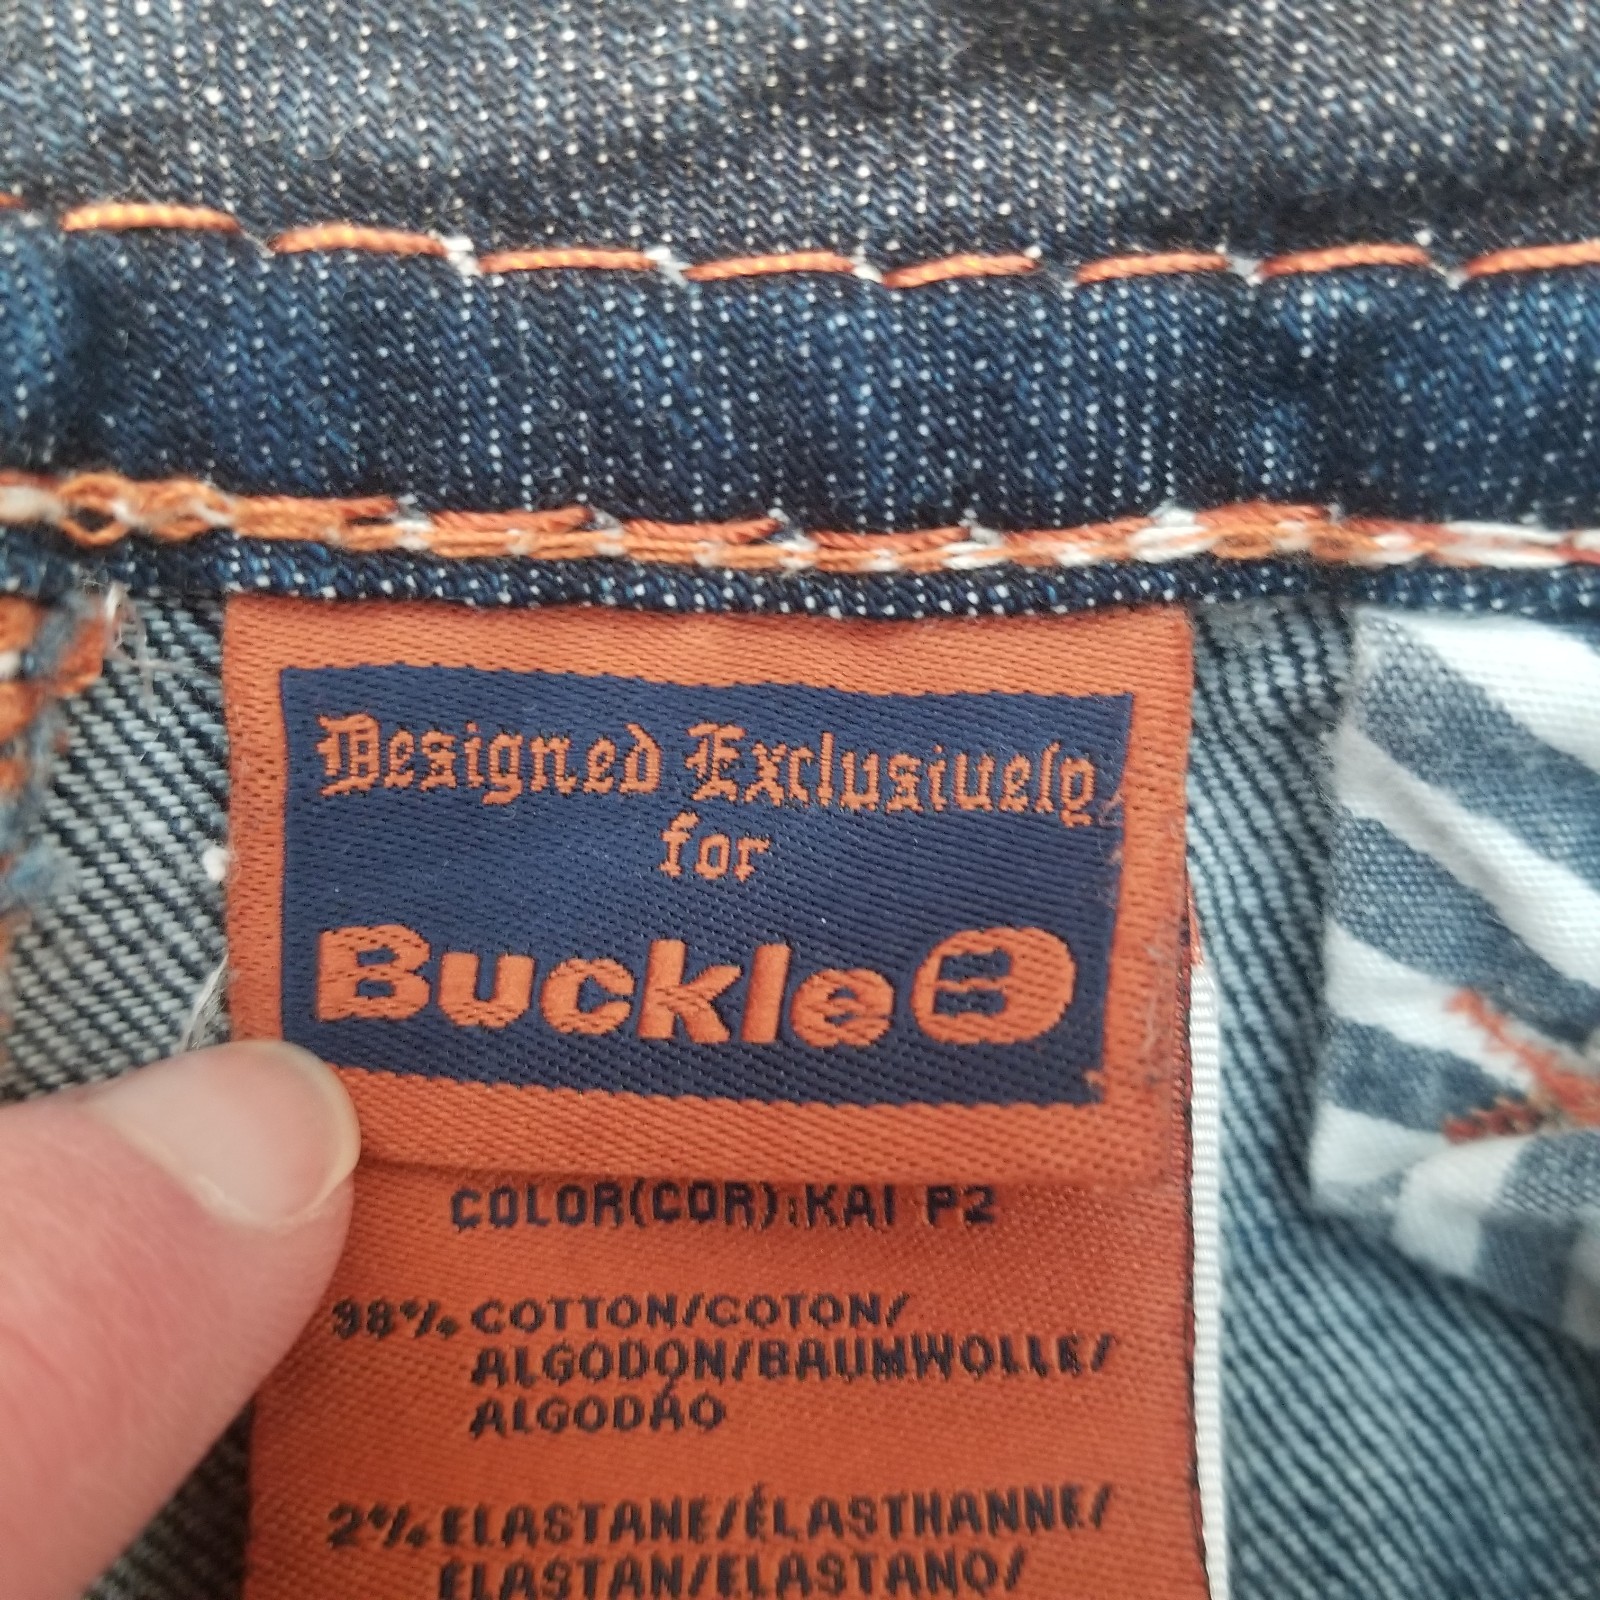 Designed Exclusively
for
Buckle B
COLOR(COR):KAI P2
98% COTTON/COTON/
ALGODON/BAUMWOLLE/
ALGODÃO
2% ELASTANE/ÉLASTHANNE/
ELASTAN/ELASTANO/